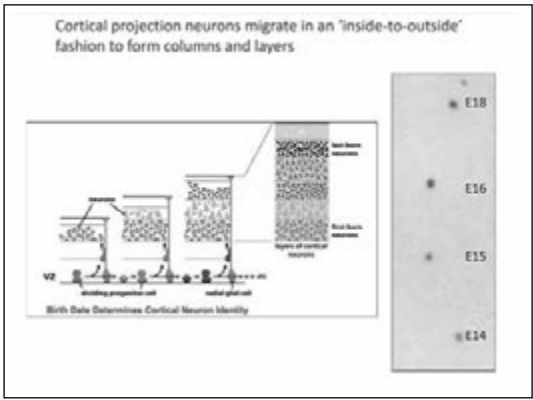 Cortical projection neurons migrate in an 'inside-to-outside'
fashion to form columns and layers
neurons
VZ
dividing progenitor cell
radial glial cell
etc
last-born
neurons
first-born
neurons
layers of cortical
neurons
Birth Date Determines Cortical Neuron Identity
E18
E16
E15
E14